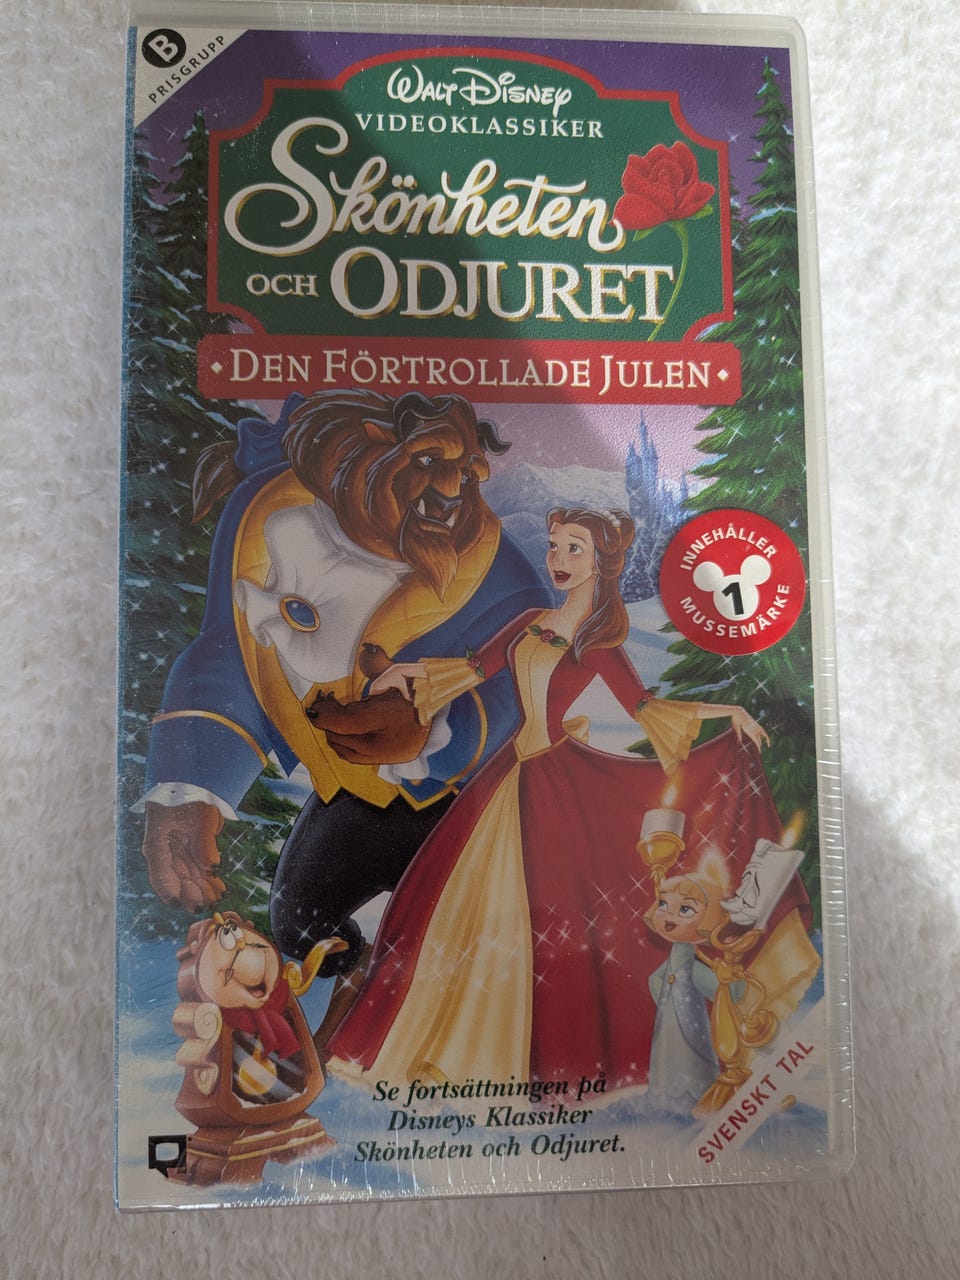 B
PRISGRUPP
WALT DISNEY
VIDEOKLASSIKER
Skönheten
OCH ODJURET
• DEN FÖRTROLLADE JULEN •
INNEHÅLLER
1
MUSSEMÄRKE
Se fortsättningen på
Disneys Klassiker
Skönheten och Odjuret.
SVENSKT TAL